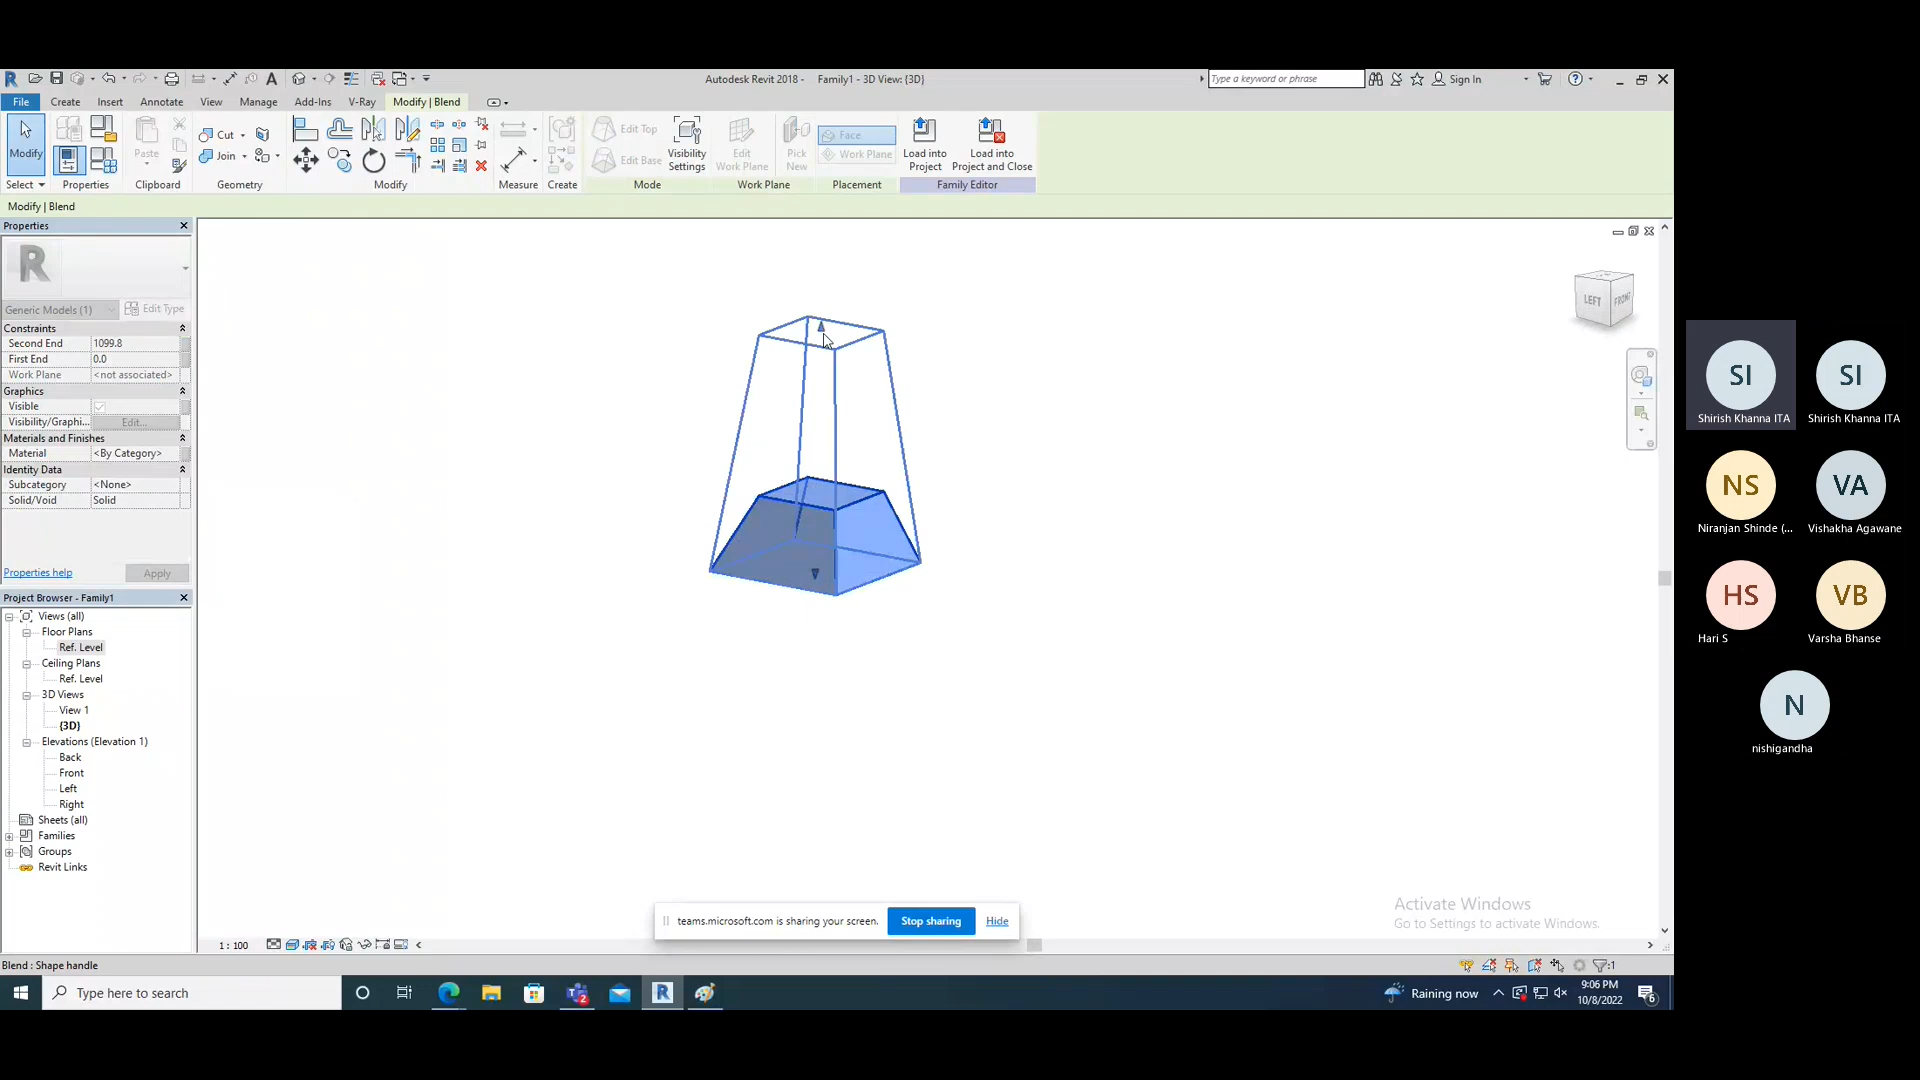 Autodesk Revit 2018 -    Family1 - 3D View: {3D}
Type a keyword or phrase
Sign In
File
Create
Insert
Annotate
View
Manage
Add-Ins
V-Ray
Modify | Blend
Modify
Paste
Cut
Join
Edit Top
Edit Base
Visibility
Settings
Edit
Work Plane
Pick
New
Face
Work Plane
Load into
Project
Load into
Project and Close
Select
Properties
Clipboard
Geometry
Modify
Measure
Create
Mode
Work Plane
Placement
Family Editor
Modify | Blend
Properties
R
Generic Models (1)
Edit Type
Constraints
Second End 1099.8
First End 0.0
Work Plane <not associated>
Graphics
Visible
Visibility/Graphi... Edit...
Materials and Finishes
Material <By Category>
Identity Data
Subcategory <None>
Solid/Void Solid
Properties help
Apply
Project Browser - Family1
Views (all)
Floor Plans
Ref. Level
Ceiling Plans
Ref. Level
3D Views
View 1
{3D}
Elevations (Elevation 1)
Back
Front
Left
Right
Sheets (all)
Families
Groups
Revit Links
LEFT
FRONT
SI
Shirish Khanna ITA
SI
Shirish Khanna ITA
NS
Niranjan Shinde (...
VA
Vishakha Agawane
HS
Hari S
VB
Varsha Bhanse
N
nishigandha
teams.microsoft.com is sharing your screen.
Stop sharing
Hide
Activate Windows
Go to Settings to activate Windows.
1 : 100
Blend : Shape handle
:1
Type here to search
2
R
Raining now
9:06 PM
10/8/2022
6